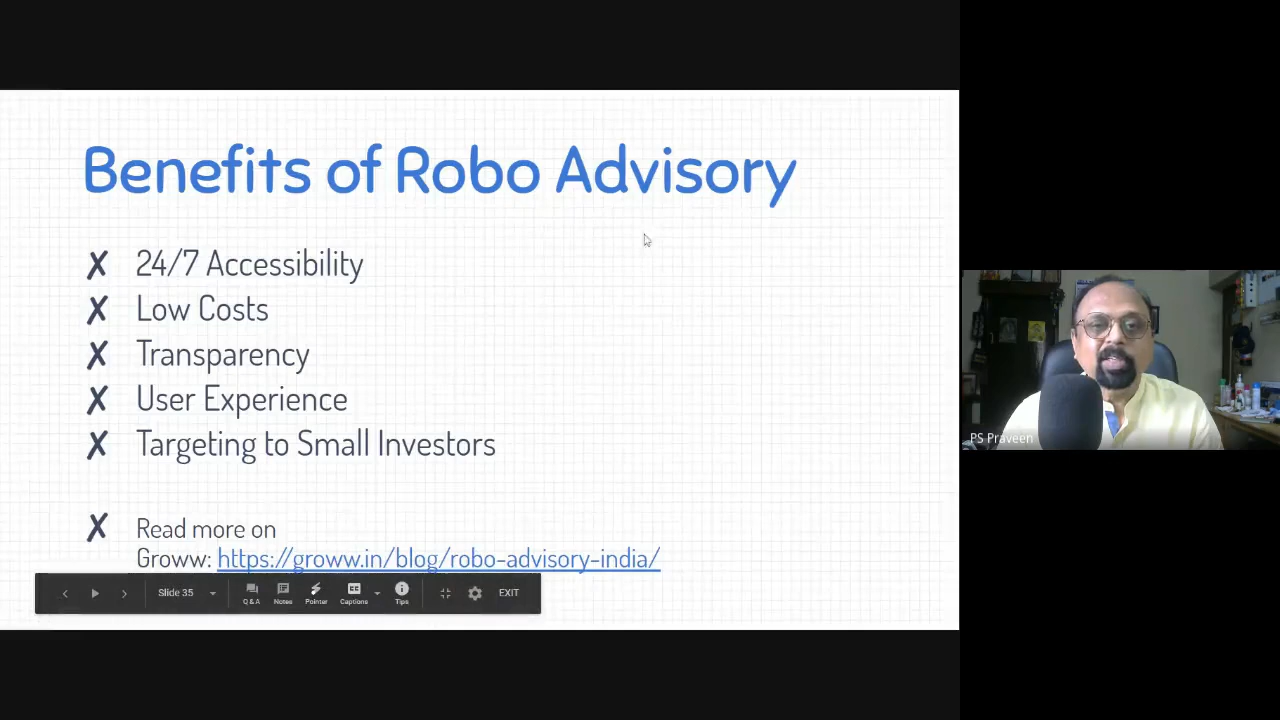 Benefits of Robo Advisory
✗ 24/7 Accessibility
✗ Low Costs
✗ Transparency
✗ User Experience
✗ Targeting to Small Investors
✗ Read more on
Groww: https://groww.in/blog/robo-advisory-india/
Slide 35
Q & A
Notes
Pointer
Captions
Tips
EXIT
PS Praveen